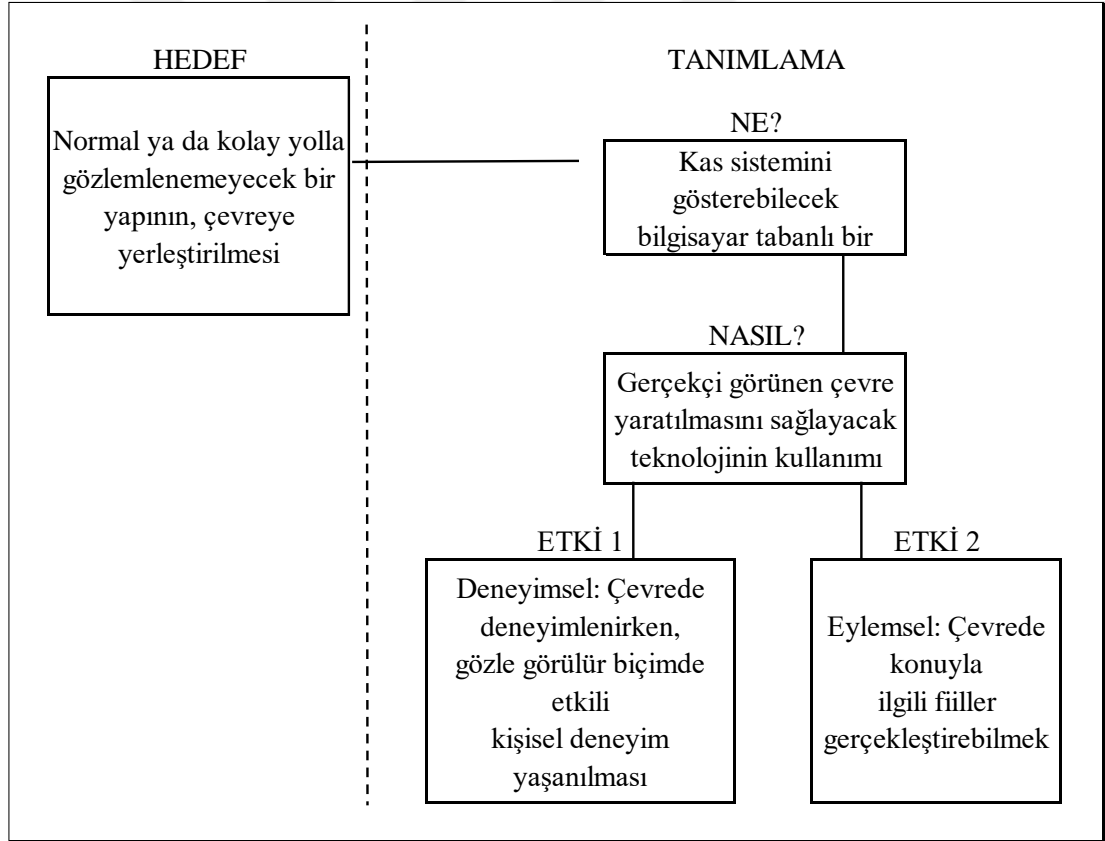 HEDEF
Normal ya da kolay yolla
gözlemlenemeyecek bir
yapının, çevreye
yerleştirilmesi
TANIMLAMA
NE?
Kas sistemini
gösterebilecek
bilgisayar tabanlı bir
NASIL?
Gerçekçi görünen çevre
yaratılmasını sağlayacak
teknolojinin kullanımı
ETKİ 1
Deneyimsel: Çevrede
deneyimlenirken,
gözle görülür biçimde
etkili
kişisel deneyim
yaşanılması
ETKİ 2
Eylemsel: Çevrede
konuyla
ilgili fiiller
gerçekleştirebilmek